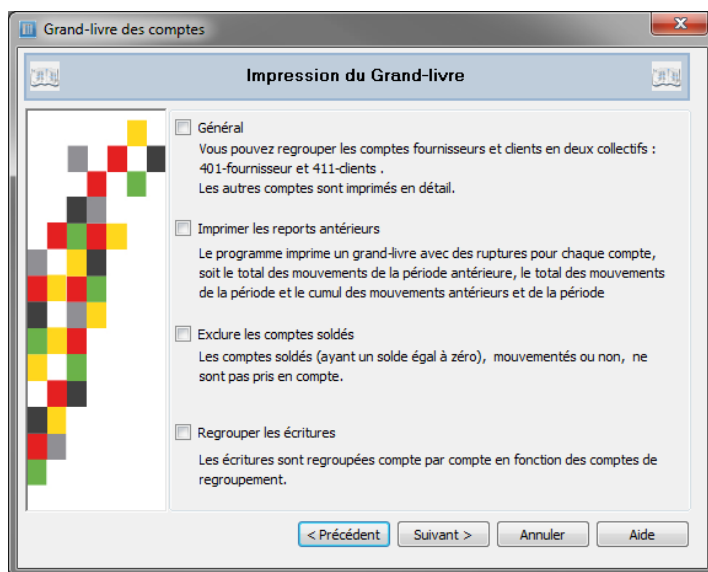 Grand-livre des comptes
Impression du Grand-livre
Général
Vous pouvez regrouper les comptes fournisseurs et clients en deux collectifs :
401-fournisseur et 411-clients .
Les autres comptes sont imprimés en détail.
Imprimer les reports antérieurs
Le programme imprime un grand-livre avec des ruptures pour chaque compte,
soit le total des mouvements de la période antérieure, le total des mouvements
de la période et le cumul des mouvements antérieurs et de la période
Exclure les comptes soldés
Les comptes soldés (ayant un solde égal à zéro), mouvementés ou non, ne
sont pas pris en compte.
Regrouper les écritures
Les écritures sont regroupées compte par compte en fonction des comptes de
regroupement.
< Précédent Suivant > Annuler Aide